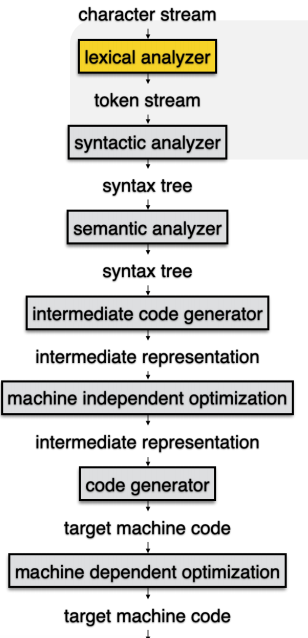 character stream
lexical analyzer
token stream
syntactic analyzer
syntax tree
semantic analyzer
syntax tree
intermediate code generator
intermediate representation
machine independent optimization
intermediate representation
code generator
target machine code
machine dependent optimization
target machine code